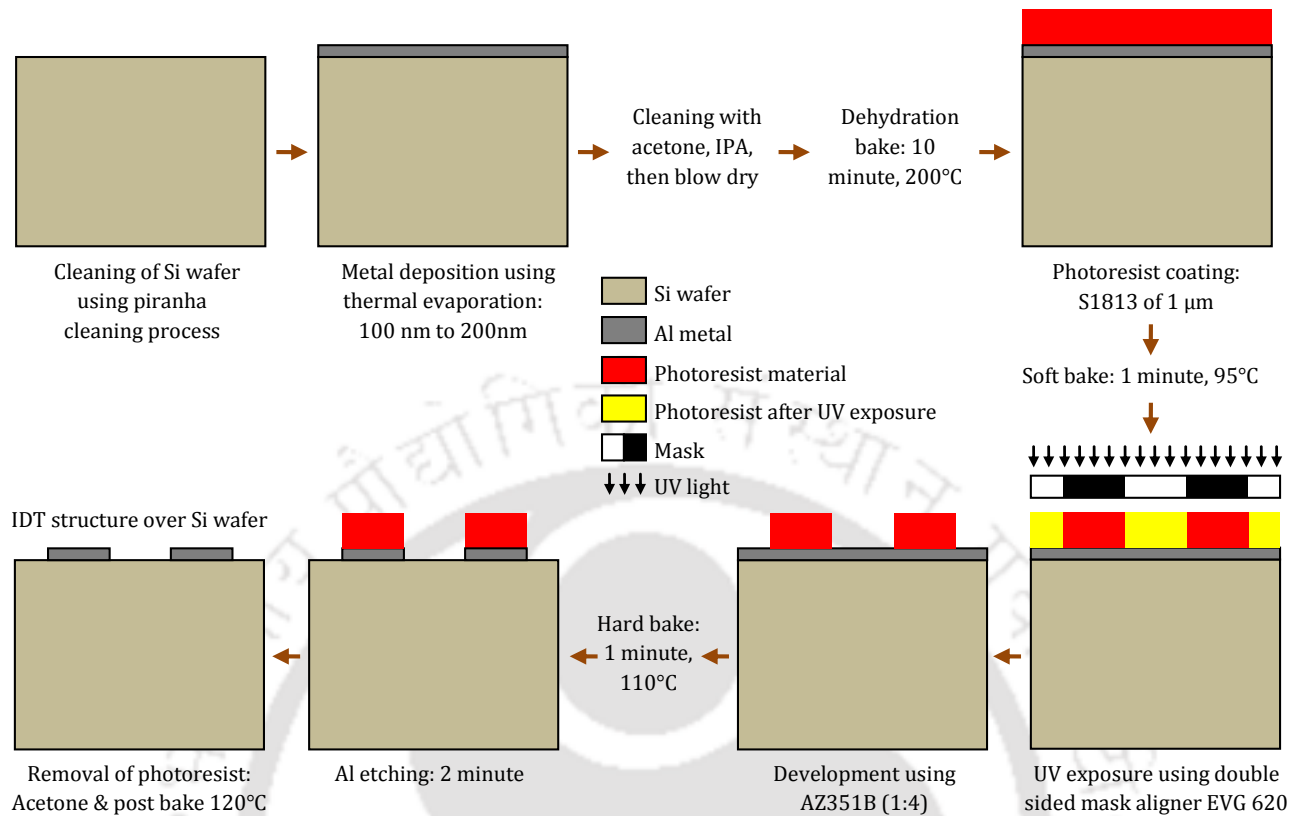 Cleaning of Si wafer
using piranha
cleaning process
Metal deposition using
thermal evaporation:
100 nm to 200nm
Cleaning with
acetone, IPA,
then blow dry
Dehydration
bake: 10
minute, 200°C
Photoresist coating:
S1813 of 1 µm
Soft bake: 1 minute, 95°C
Si wafer
Al metal
Photoresist material
Photoresist after UV exposure
Mask
UV light
UV exposure using double
sided mask aligner EVG 620
Development using
AZ351B (1:4)
Hard bake:
1 minute,
110°C
Al etching: 2 minute
IDT structure over Si wafer
Removal of photoresist:
Acetone & post bake 120°C
प्रौद्योगिकी संस्थान